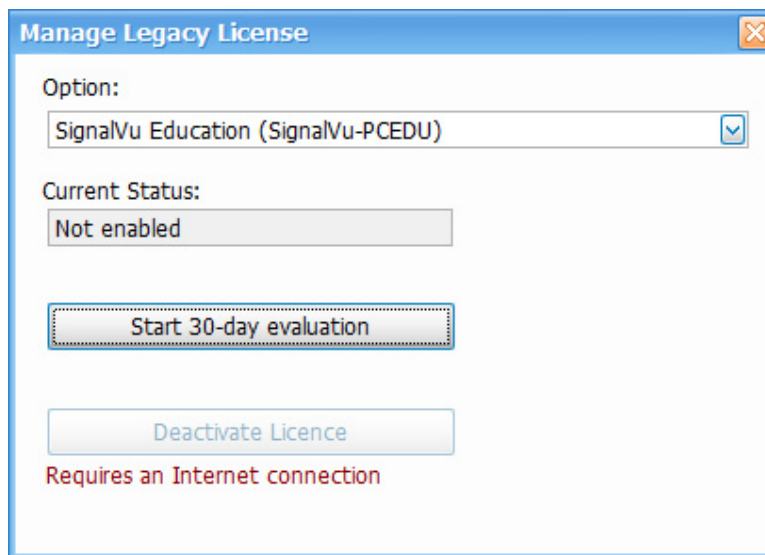 Manage Legacy License
Option:
SignalVu Education (SignalVu-PCEDU)
Current Status:
Not enabled
Start 30-day evaluation
Deactivate Licence
Requires an Internet connection